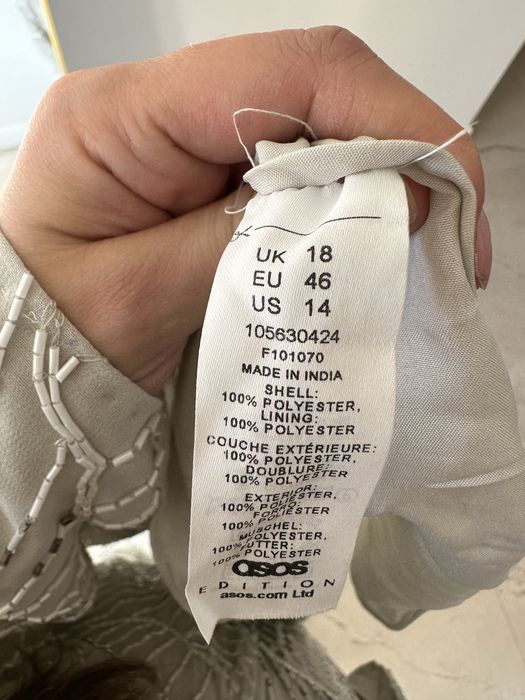 UK 18
EU 46
US 14
105630424
F101070
MADE IN INDIA
SHELL:
100% POLYESTER,
LINING:
100% POLYESTER
COUCHE EXTÉRIEURE:
100% POLYESTER,
DOUBLURE:
100% POLYESTER
EXTERIOR:
100% POLIÉSTER,
FORRO:
100% POLIÉSTER
MUSCHEL:
100% POLYESTER,
FUTTER:
100% POLYESTER
asos
EDITION
asos.com Ltd